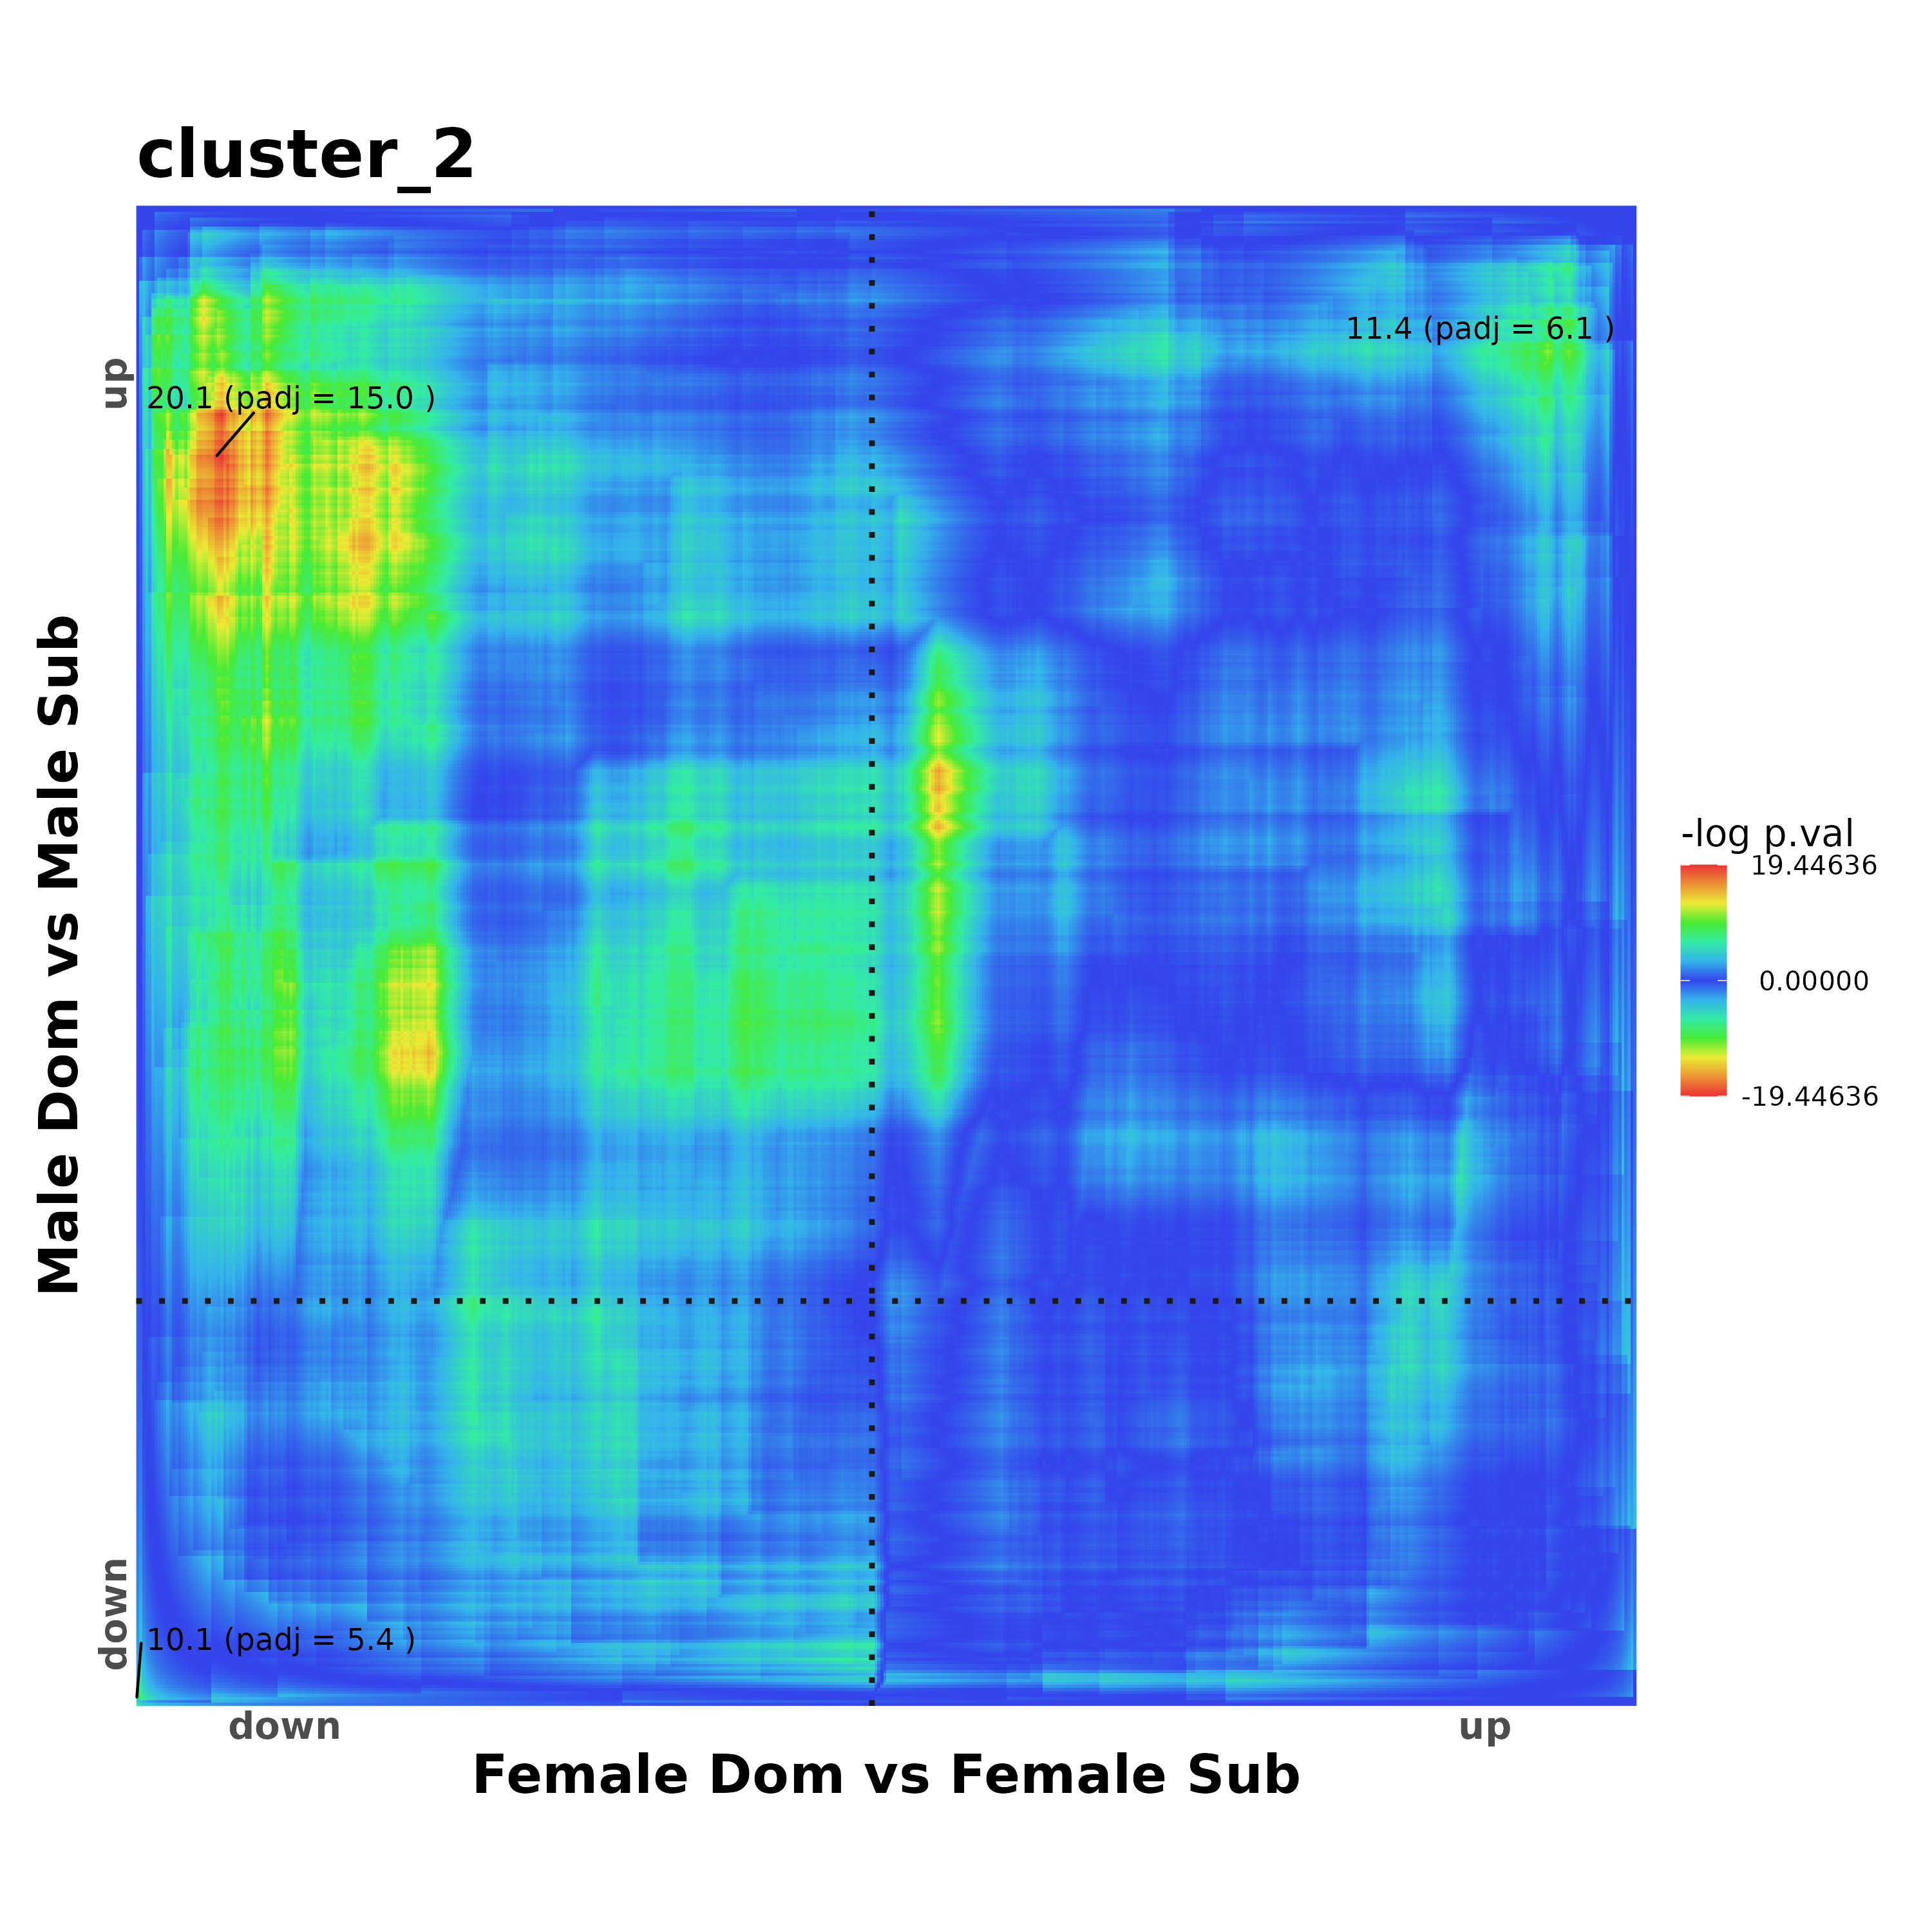 cluster_2
11.4 (padj = 6.1 )
20.1 (padj = 15.0 )
10.1 (padj = 5.4 )
up
down
Male Dom vs Male Sub
down
up
Female Dom vs Female Sub
-log p.val
19.44636
0.00000
-19.44636